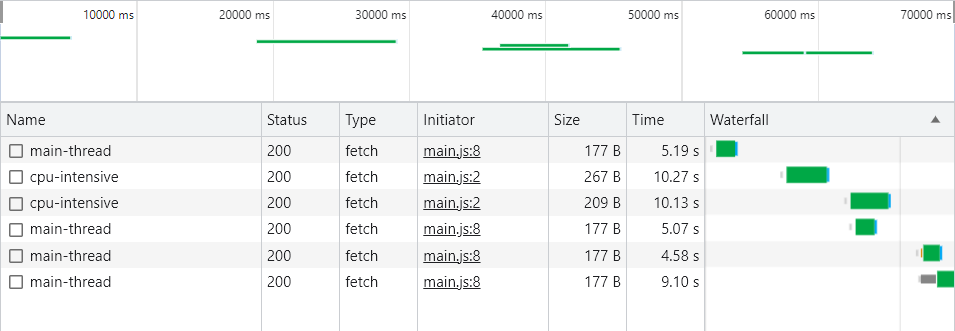 10000 ms 20000 ms 30000 ms 40000 ms 50000 ms 60000 ms 70000 ms
Name Status Type Initiator Size Time Waterfall
main-thread 200 fetch main.js:8 177 B 5.19 s
cpu-intensive 200 fetch main.js:2 267 B 10.27 s
cpu-intensive 200 fetch main.js:2 209 B 10.13 s
main-thread 200 fetch main.js:8 177 B 5.07 s
main-thread 200 fetch main.js:8 177 B 4.58 s
main-thread 200 fetch main.js:8 177 B 9.10 s